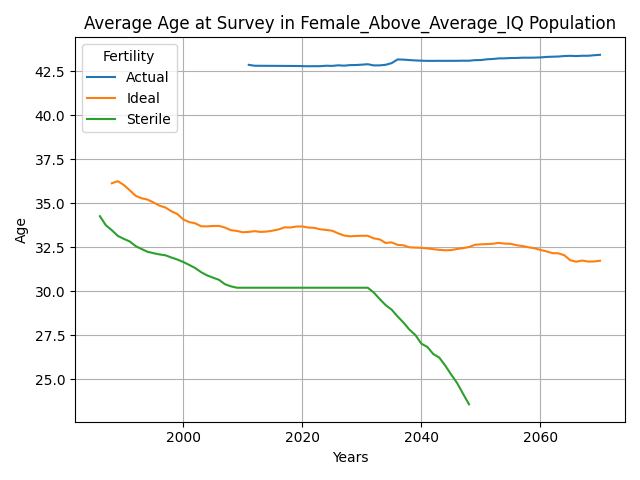 Average Age at Survey in Female_Above_Average_IQ Population
Fertility
Actual
Ideal
Sterile
Age
42.5
40.0
37.5
35.0
32.5
30.0
27.5
25.0
2000
2020
2040
2060
Years